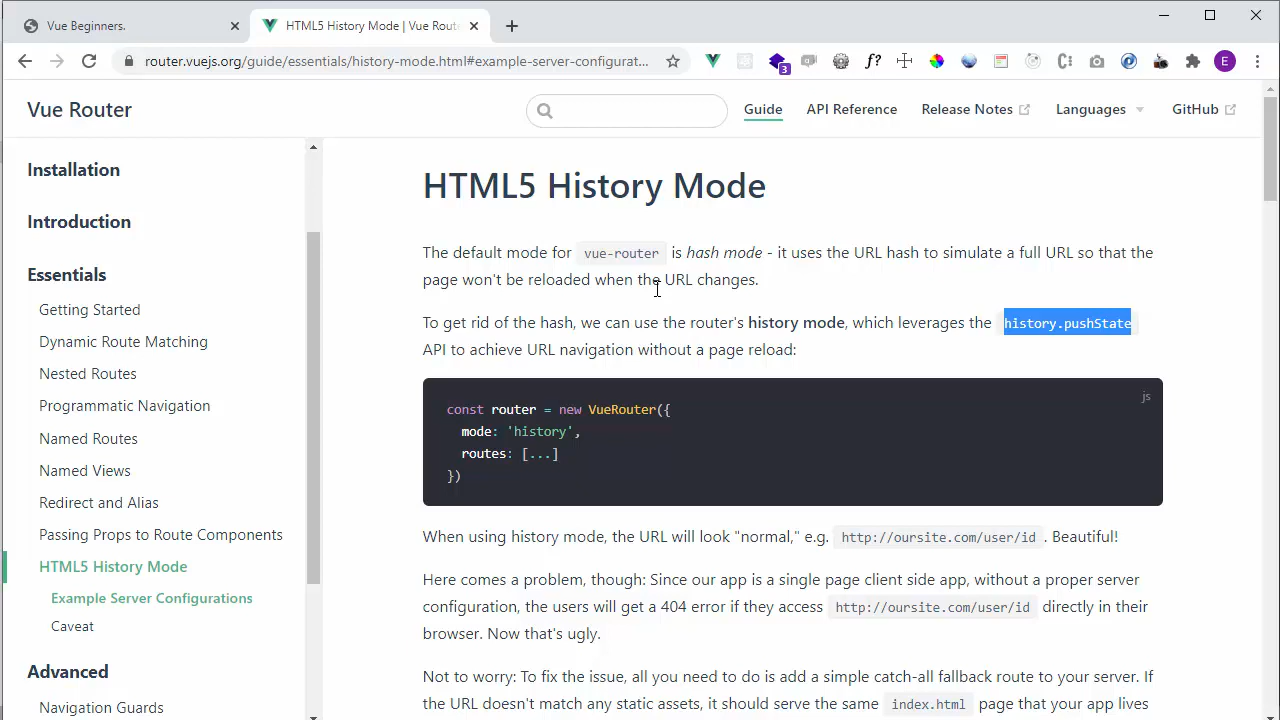 Vue Beginners.
HTML5 History Mode | Vue Route
router.vuejs.org/guide/essentials/history-mode.html#example-server-configurat...
3
f?
E
Vue Router
Guide
API Reference
Release Notes
Languages
GitHub
Installation
Introduction
Essentials
Getting Started
Dynamic Route Matching
Nested Routes
Programmatic Navigation
Named Routes
Named Views
Redirect and Alias
Passing Props to Route Components
HTML5 History Mode
Example Server Configurations
Caveat
Advanced
Navigation Guards
HTML5 History Mode
The default mode for vue-router is hash mode - it uses the URL hash to simulate a full URL so that the
page won't be reloaded when the URL changes.
To get rid of the hash, we can use the router's history mode, which leverages the history.pushState
API to achieve URL navigation without a page reload:
js
const router = new VueRouter({
mode: 'history',
routes: [...]
})
When using history mode, the URL will look "normal," e.g. http://oursite.com/user/id . Beautiful!
Here comes a problem, though: Since our app is a single page client side app, without a proper server
configuration, the users will get a 404 error if they access http://oursite.com/user/id directly in their
browser. Now that's ugly.
Not to worry: To fix the issue, all you need to do is add a simple catch-all fallback route to your server. If
the URL doesn't match any static assets, it should serve the same index.html page that your app lives